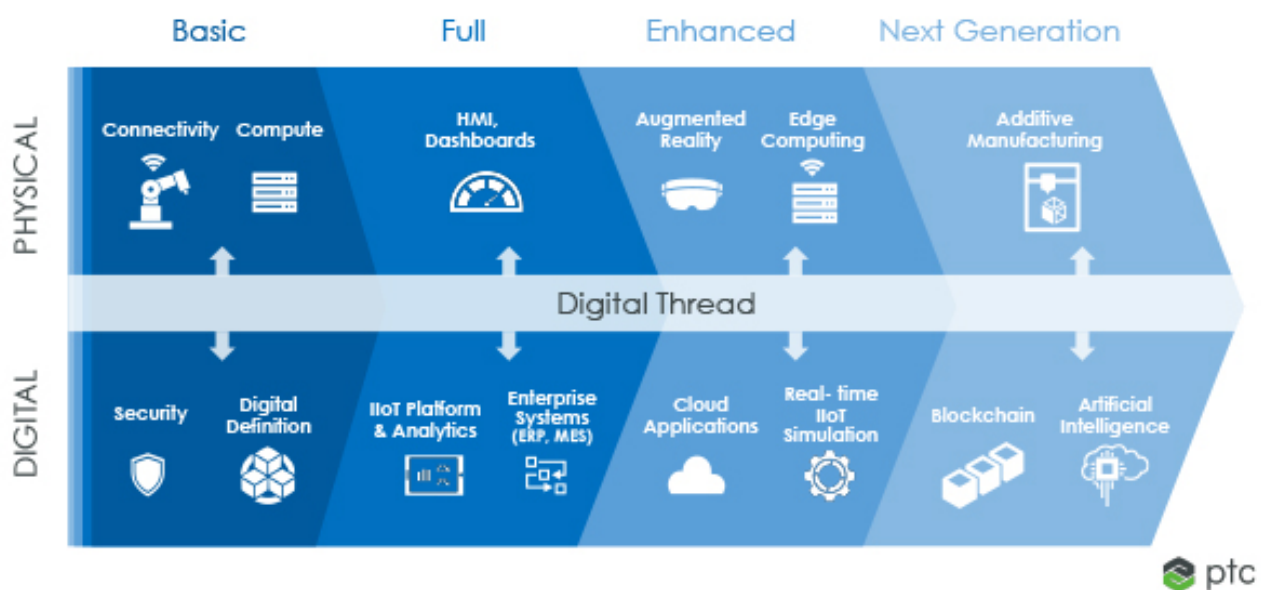 Basic
Full
Enhanced
Next Generation
PHYSICAL
Connectivity
Compute
HMI,
Dashboards
Augmented
Reality
Edge
Computing
Additive
Manufacturing
Digital Thread
DIGITAL
Security
Digital
Definition
IIoT Platform
& Analytics
Enterprise
Systems
(ERP, MES)
Cloud
Applications
Real- time
IIoT
Simulation
Blockchain
Artificial
Intelligence
ptc